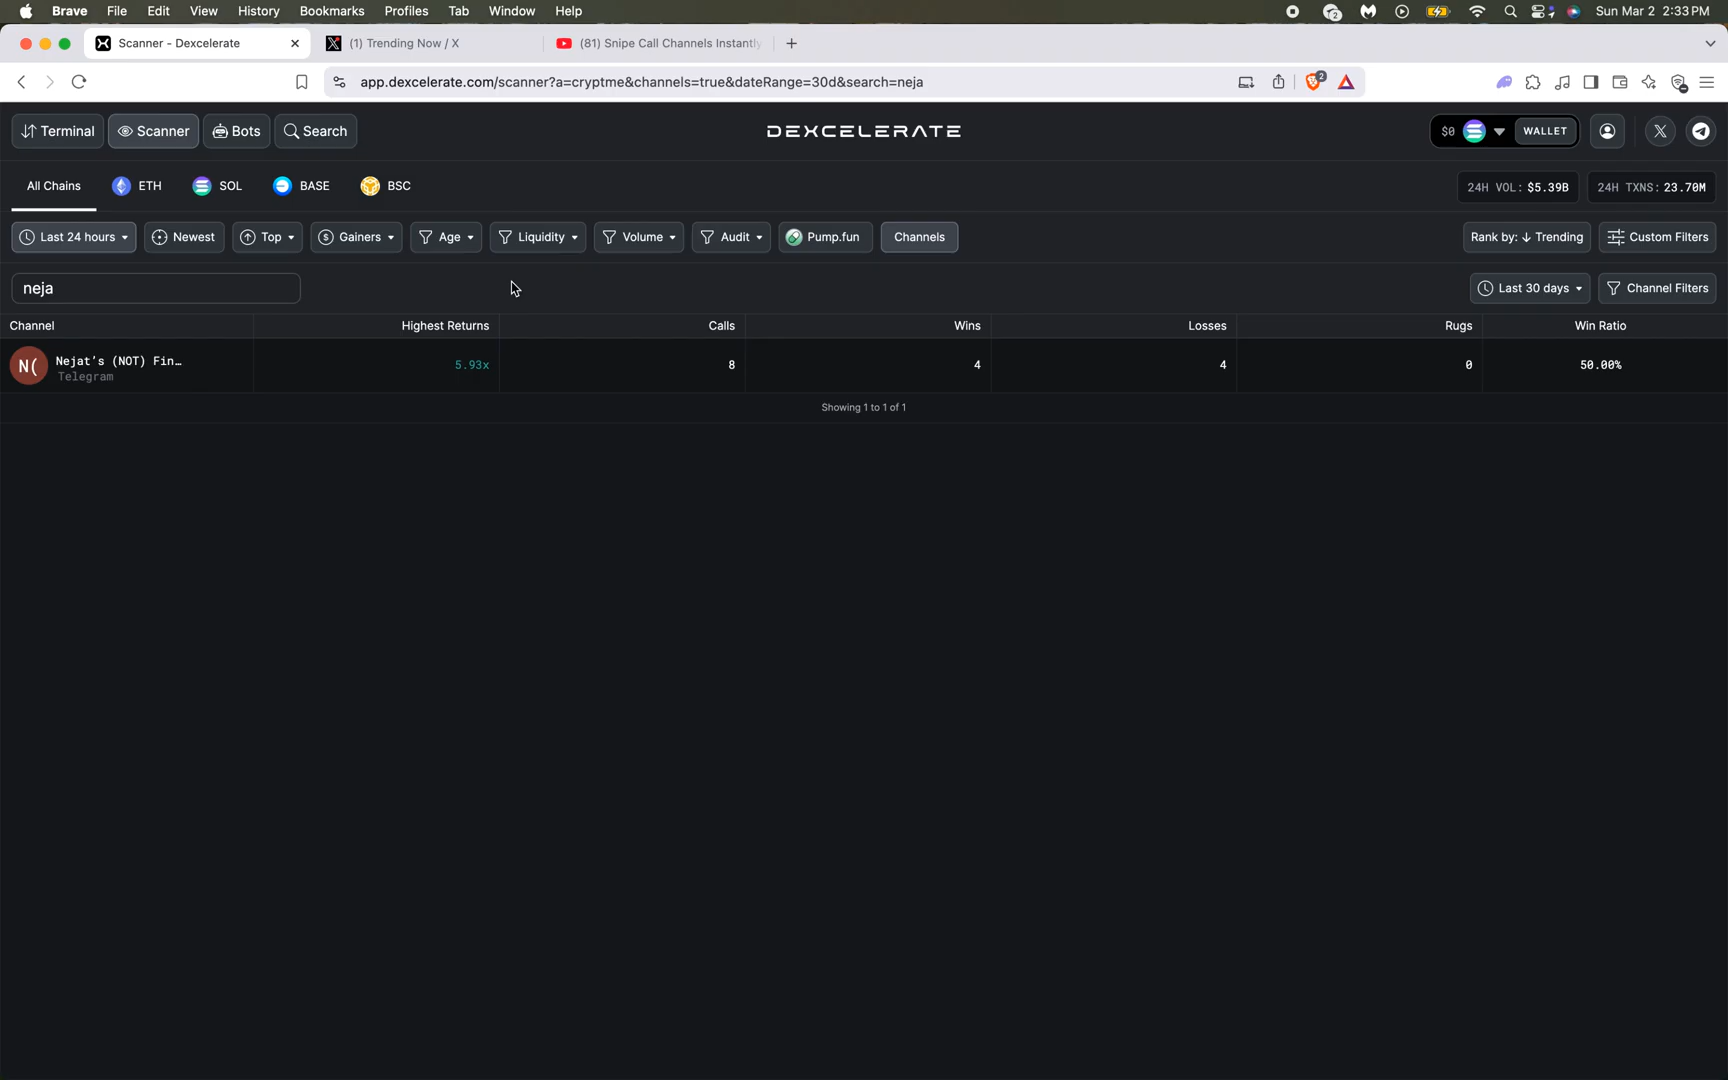 Brave File Edit View History Bookmarks Profiles Tab Window Help 2 Sun Mar 2 2:33 PM
Scanner - Dexcelerate (1) Trending Now / X (81) Snipe Call Channels Instantly
app.dexcelerate.com/scanner?a=cryptme&channels=true&dateRange=30d&search=neja 2
Terminal Scanner Bots Search DEXCELERATE $0 WALLET
All Chains ETH SOL BASE BSC 24H VOL: $5.39B 24H TXNS: 23.70M
Last 24 hours Newest Top Gainers Age Liquidity Volume Audit Pump.fun Channels Rank by: ↓ Trending Custom Filters
neja Last 30 days Channel Filters
Channel Highest Returns Calls Wins Losses Rugs Win Ratio
N( Nejat's (NOT) Fin… 5.93x 8 4 4 0 50.00%
Telegram
Showing 1 to 1 of 1